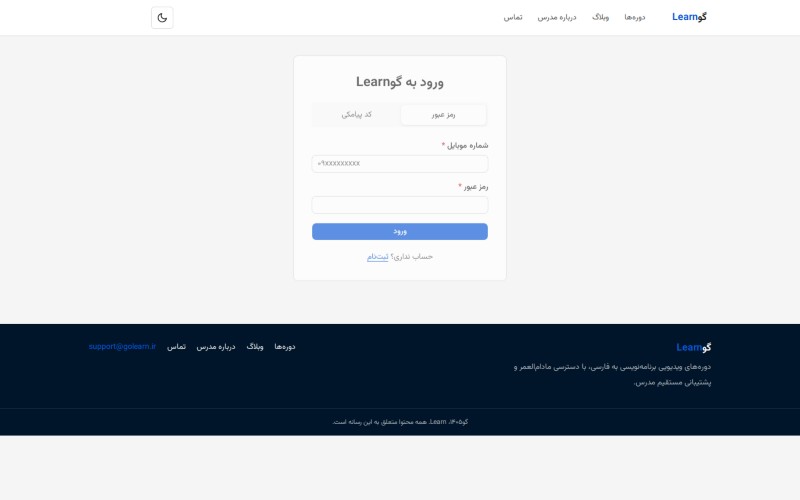 گوLearn
دوره‌ها وبلاگ درباره مدرس تماس
ورود به گوLearn
رمز عبور کد پیامکی
شماره موبایل *
۰۹xxxxxxxxx
رمز عبور *
ورود
حساب نداری؟ ثبت‌نام
گوLearn
دوره‌های ویدیویی برنامه‌نویسی به فارسی، با دسترسی مادام‌العمر و
پشتیبانی مستقیم مدرس.
دوره‌ها وبلاگ درباره مدرس تماس support@golearn.ir
گو۱۴۰۵، Learn. همه محتوا متعلق به این رسانه است.